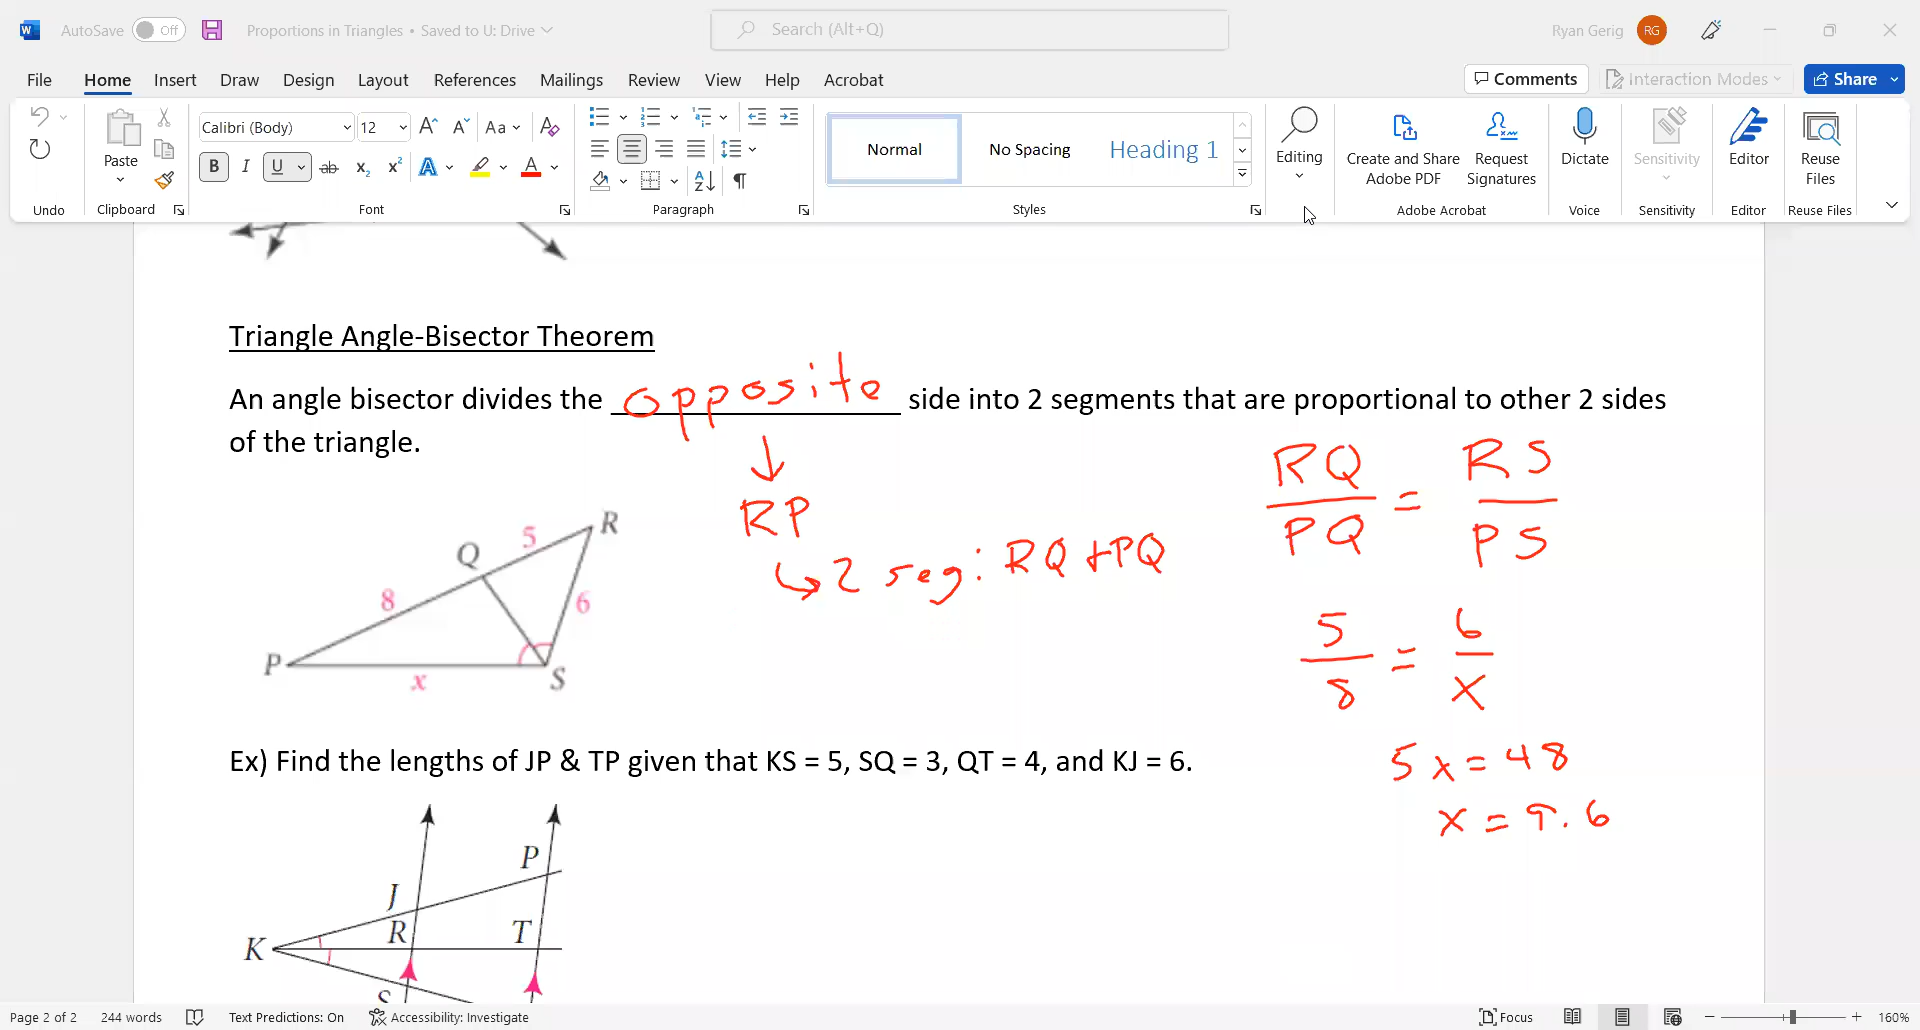 AutoSave Off Proportions in Triangles • Saved to U: Drive Search (Alt+Q) Ryan Gerig RG
File Home Insert Draw Design Layout References Mailings Review View Help Acrobat Comments Interaction Modes Share
Calibri (Body) 12 Aa
Paste B I U ab x₂ x² A A Normal No Spacing Heading 1 Editing Create and Share Adobe PDF Request Signatures Dictate Sensitivity Editor Reuse Files
Undo Clipboard Font Paragraph Styles Adobe Acrobat Voice Sensitivity Editor Reuse Files
Triangle Angle-Bisector Theorem
An angle bisector divides the opposite side into 2 segments that are proportional to other 2 sides
of the triangle.
RP
2 seg: RQ + PQ
RQ/PQ = RS/PS
5/8 = 6/x
5x = 48
x = 9.6
R
5
Q
8
6
P
x
S
Ex) Find the lengths of JP & TP given that KS = 5, SQ = 3, QT = 4, and KJ = 6.
P
J
R
T
K
S
Page 2 of 2 244 words Text Predictions: On Accessibility: Investigate Focus 160%